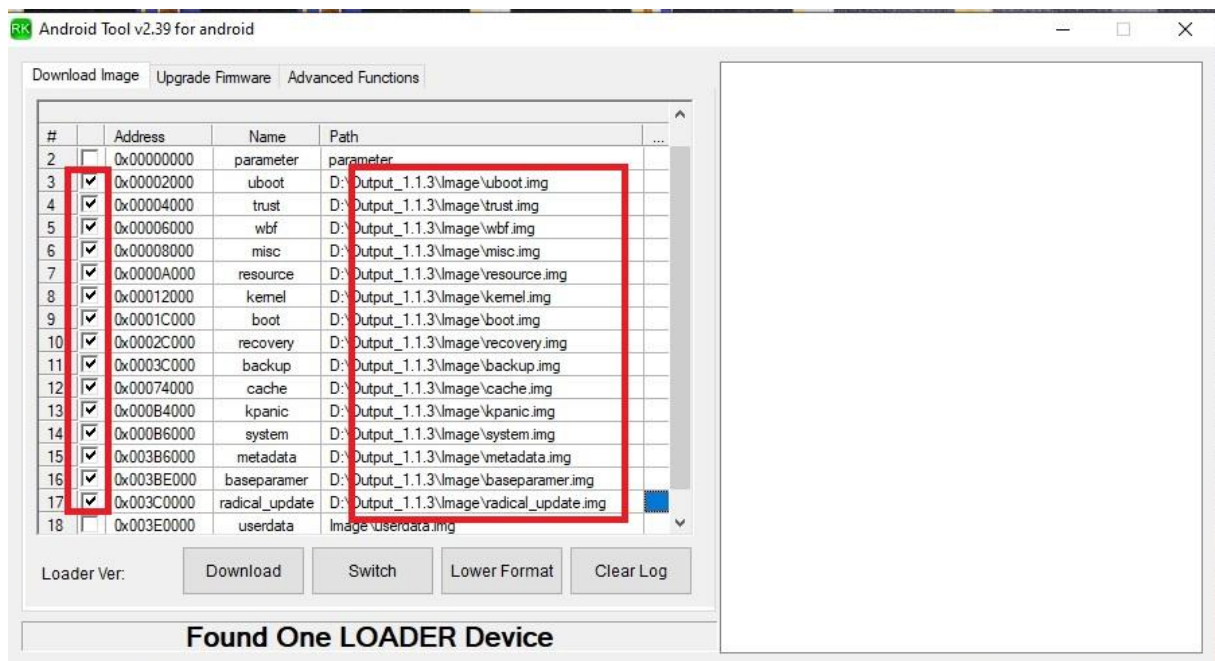 RK Android Tool v2.39 for android
Download Image Upgrade Firmware Advanced Functions
# Address Name Path ...
2 0x00000000 parameter parameter
3 0x00002000 uboot D:\Output_1.1.3\Image\uboot.img
4 0x00004000 trust D:\Output_1.1.3\Image\trust.img
5 0x00006000 wbf D:\Output_1.1.3\Image\wbf.img
6 0x00008000 misc D:\Output_1.1.3\Image\misc.img
7 0x0000A000 resource D:\Output_1.1.3\Image\resource.img
8 0x00012000 kernel D:\Output_1.1.3\Image\kernel.img
9 0x0001C000 boot D:\Output_1.1.3\Image\boot.img
10 0x0002C000 recovery D:\Output_1.1.3\Image\recovery.img
11 0x0003C000 backup D:\Output_1.1.3\Image\backup.img
12 0x00074000 cache D:\Output_1.1.3\Image\cache.img
13 0x000B4000 kpanic D:\Output_1.1.3\Image\kpanic.img
14 0x000B6000 system D:\Output_1.1.3\Image\system.img
15 0x003B6000 metadata D:\Output_1.1.3\Image\metadata.img
16 0x003BE000 baseparamer D:\Output_1.1.3\Image\baseparamer.img
17 0x003C0000 radical_update D:\Output_1.1.3\Image\radical_update.img
18 0x003E0000 userdata Image\userdata.img
Loader Ver: Download Switch Lower Format Clear Log
Found One LOADER Device